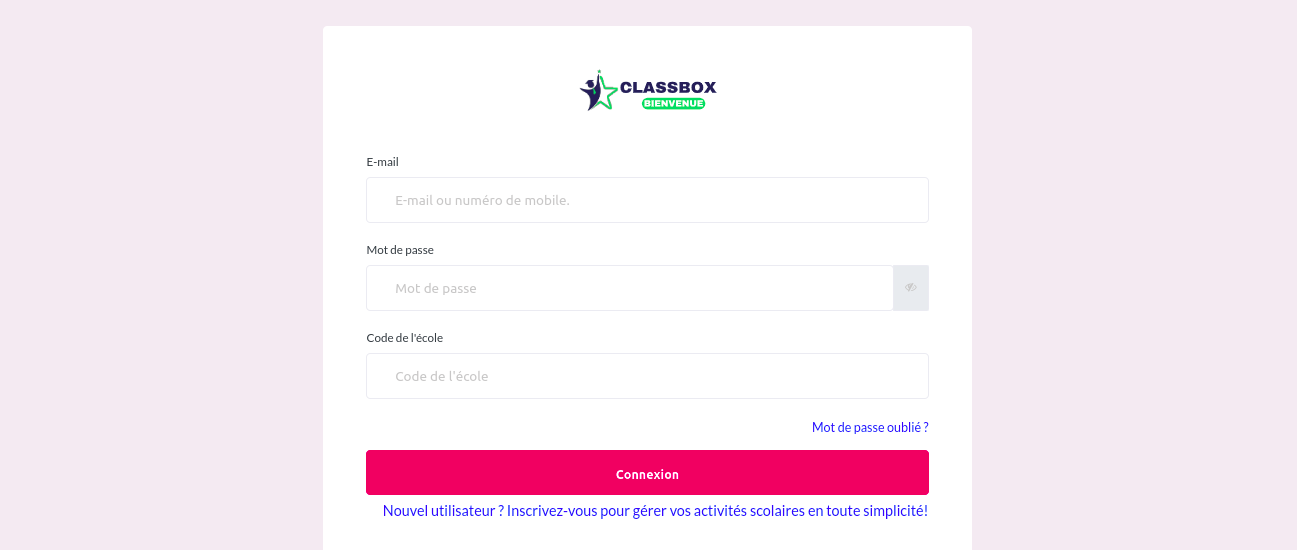 CLASSBOX
BIENVENUE
E-mail
E-mail ou numéro de mobile.
Mot de passe
Mot de passe
Code de l'école
Code de l'école
Mot de passe oublié ?
Connexion
Nouvel utilisateur ? Inscrivez-vous pour gérer vos activités scolaires en toute simplicité!